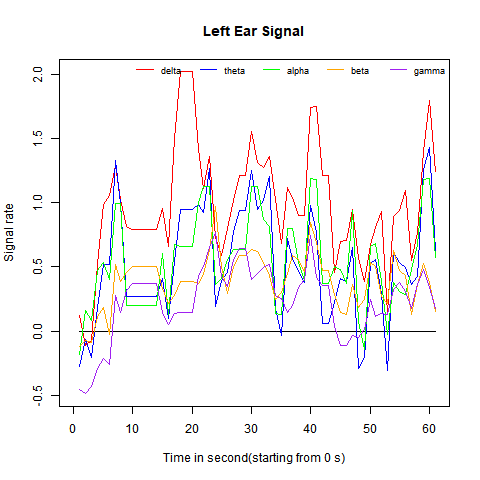 Left Ear Signal
delta theta alpha beta gamma
Signal rate
2.0
1.5
1.0
0.5
0.0
-0.5
0 10 20 30 40 50 60
Time in second(starting from 0 s)